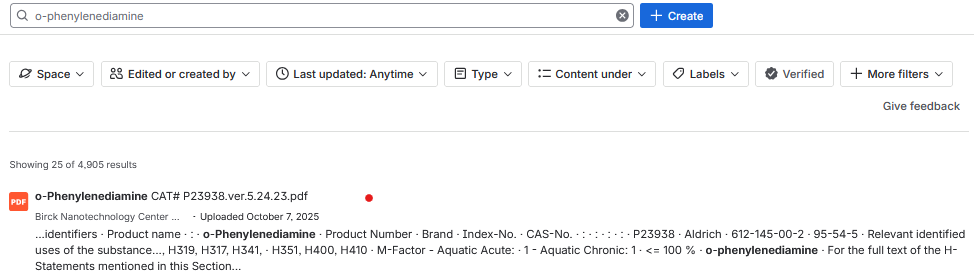 o-phenylenediamine
Create
Space
Edited or created by
Last updated: Anytime
Type
Content under
Labels
Verified
More filters
Give feedback
Showing 25 of 4,905 results
PDF
o-Phenylenediamine CAT# P23938.ver.5.24.23.pdf
Birck Nanotechnology Center ... · Uploaded October 7, 2025
...identifiers · Product name · : · o-Phenylenediamine · Product Number · Brand · Index-No. · CAS-No. · : · : · : · : · P23938 · Aldrich · 612-145-00-2 · 95-54-5 · Relevant identified
uses of the substance..., H319, H317, H341, · H351, H400, H410 · M-Factor - Aquatic Acute: · 1 - Aquatic Chronic: 1 · <= 100 % · o-phenylenediamine · For the full text of the H-
Statements mentioned in this Section...